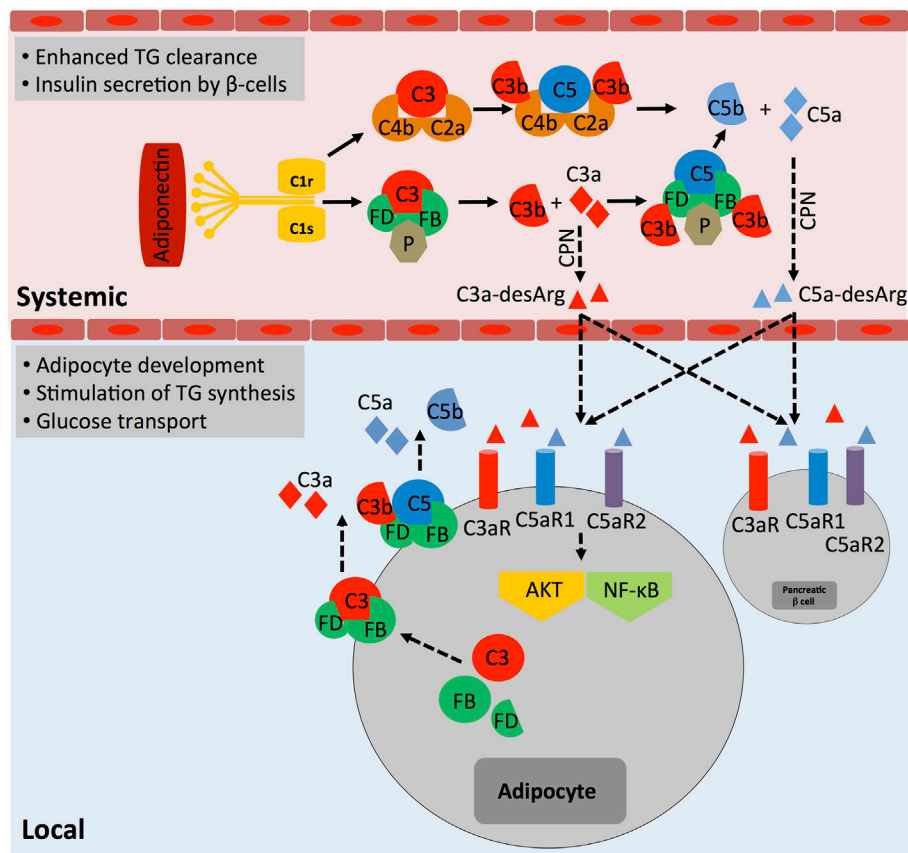 • Enhanced TG clearance
• Insulin secretion by β-cells
C3
C4b C2a
C3b C5 C3b
C4b C2a
C5b + C5a
Adiponectin
C1r
C1s
C3
FD FB
P
C3b + C3a
C5
FD FB
C3b P C3b
CPN
CPN
Systemic
C3a-desArg
C5a-desArg
• Adipocyte development
• Stimulation of TG synthesis
• Glucose transport
C5a
C5b
C3a
C3b C5
FD FB
C3aR
C5aR1
C5aR2
C3aR
C5aR1
C5aR2
Pancreatic
β cell
AKT
NF-κB
C3
FD FB
C3
FB
FD
Adipocyte
Local